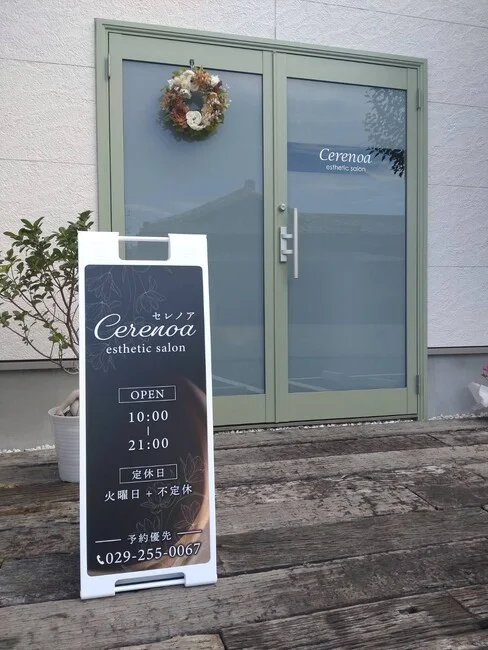 Cerenoa
esthetic salon
セレノア
Cerenoa
esthetic salon
OPEN
10:00
|
21:00
定休日
火曜日 + 不定休
予約優先
029-255-0067